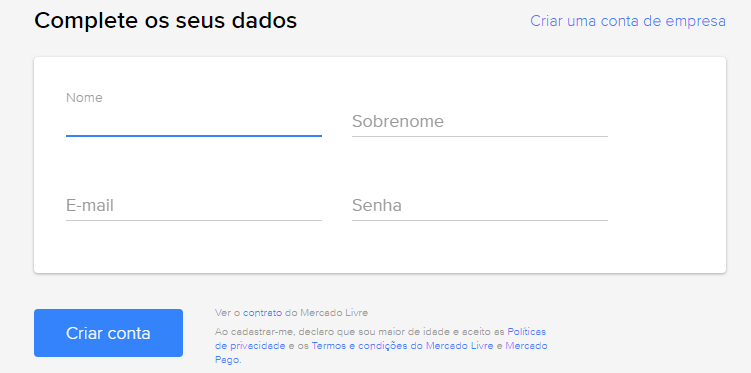 Complete os seus dados
Criar uma conta de empresa
Nome
Sobrenome
E-mail
Senha
Criar conta
Ver o contrato do Mercado Livre
Ao cadastrar-me, declaro que sou maior de idade e aceito as Políticas
de privacidade e os Termos e condições do Mercado Livre e Mercado
Pago.